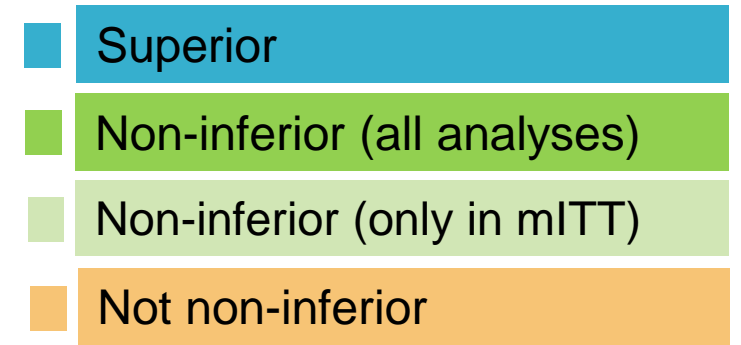 Superior
Non-inferior (all analyses)
Non-inferior (only in mITT)
Not non-inferior